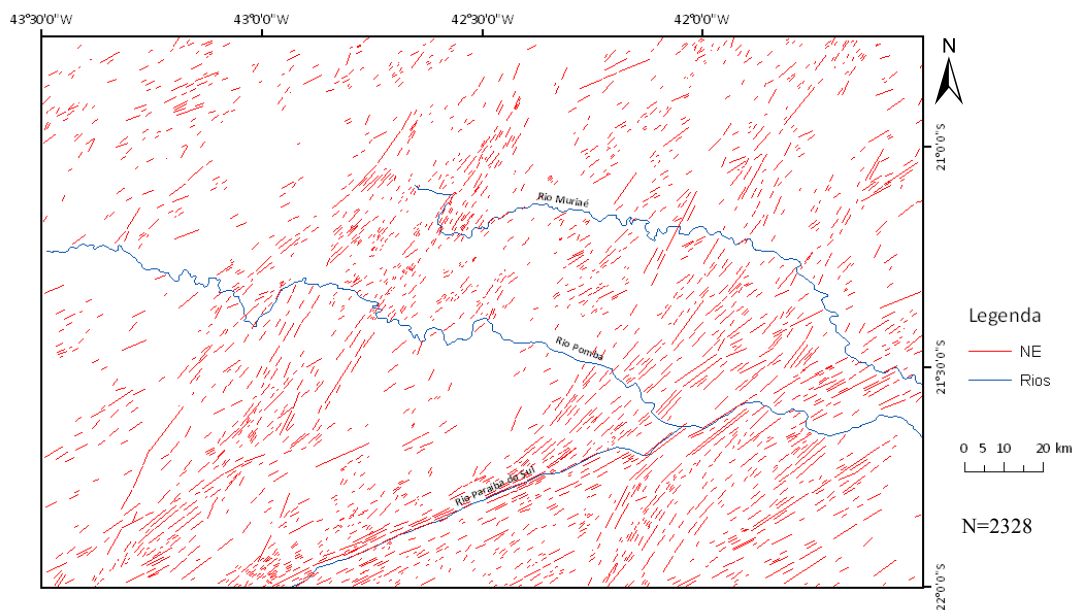 43°30'0"W
43°0'0"W
42°30'0"W
42°0'0"W
N
21°0'0"S
Rio Muriaé
Legenda
NE
Rio Pomba
21°30'0"S
Rios
0 5 10 20 km
Rio Paraíba do Sul
N=2328
22°0'0"S